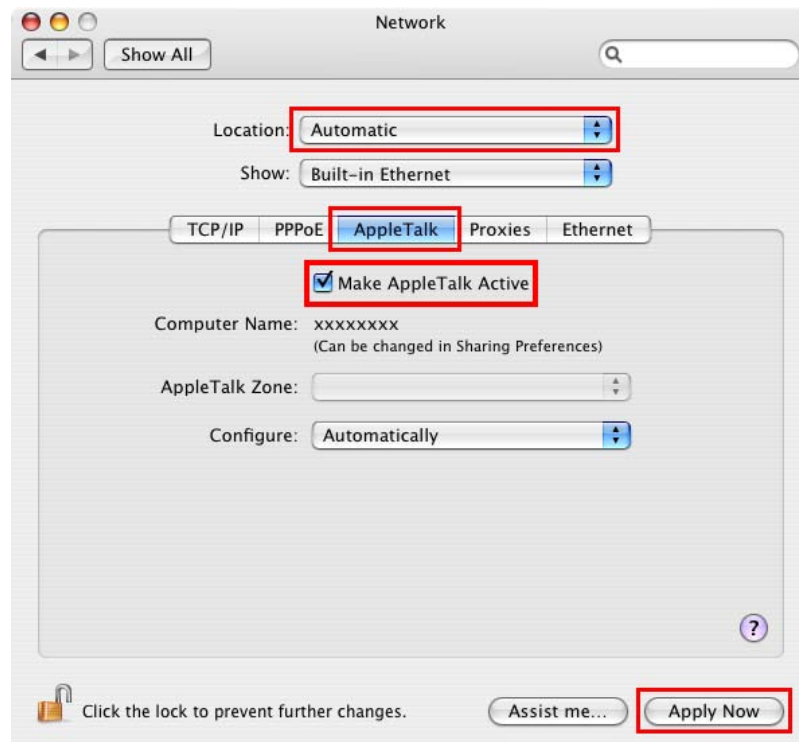 Network
Show All
Location: Automatic
Show: Built-in Ethernet
TCP/IP PPPoE AppleTalk Proxies Ethernet
Make AppleTalk Active
Computer Name: xxxxxxxx
(Can be changed in Sharing Preferences)
AppleTalk Zone:
Configure: Automatically
?
Click the lock to prevent further changes. Assist me... Apply Now